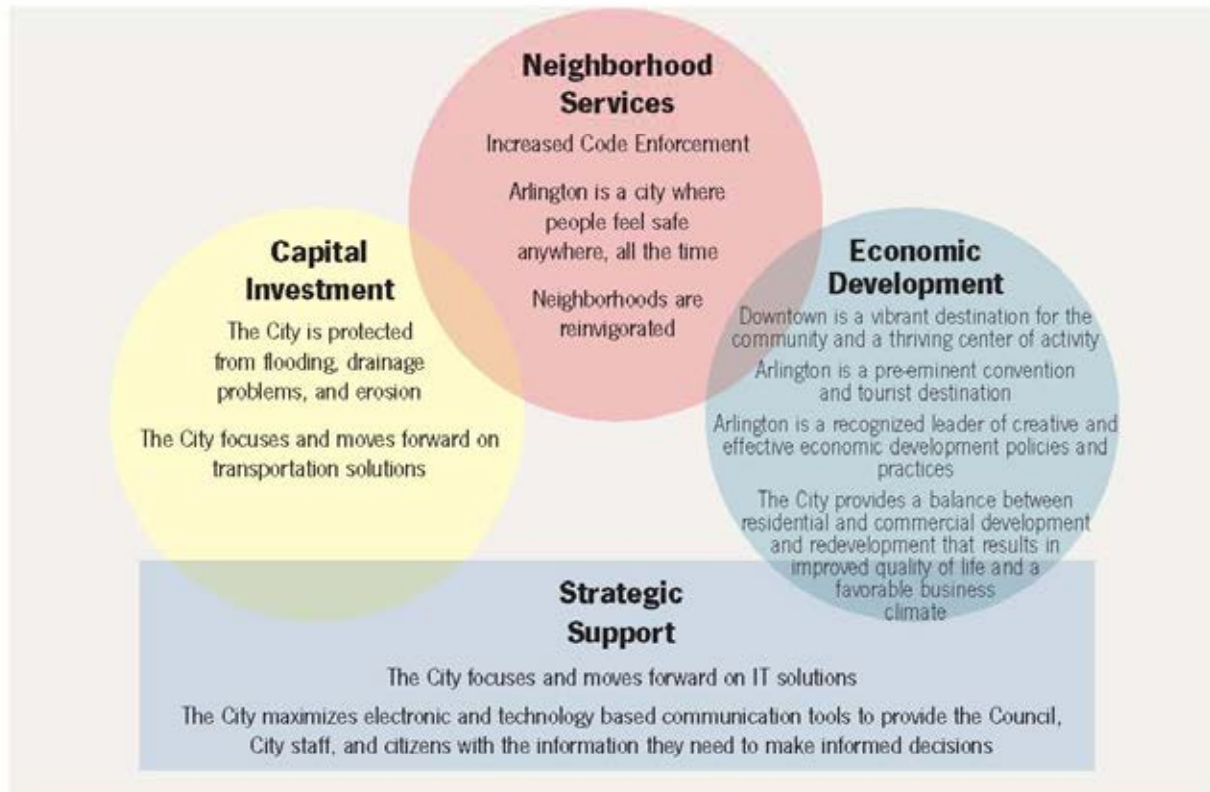 Neighborhood
Services
Increased Code Enforcement
Arlington is a city where
people feel safe
anywhere, all the time
Neighborhoods are
reinvigorated
Capital
Investment
The City is protected
from flooding, drainage
problems, and erosion
The City focuses and moves forward on
transportation solutions
Economic
Development
Downtown is a vibrant destination for the
community and a thriving center of activity
Arlington is a pre-eminent convention
and tourist destination
Arlington is a recognized leader of creative and
effective economic development policies and
practices
The City provides a balance between
residential and commercial development
and redevelopment that results in
improved quality of life and a
favorable business
climate
Strategic
Support
The City focuses and moves forward on IT solutions
The City maximizes electronic and technology based communication tools to provide the Council,
City staff, and citizens with the information they need to make informed decisions